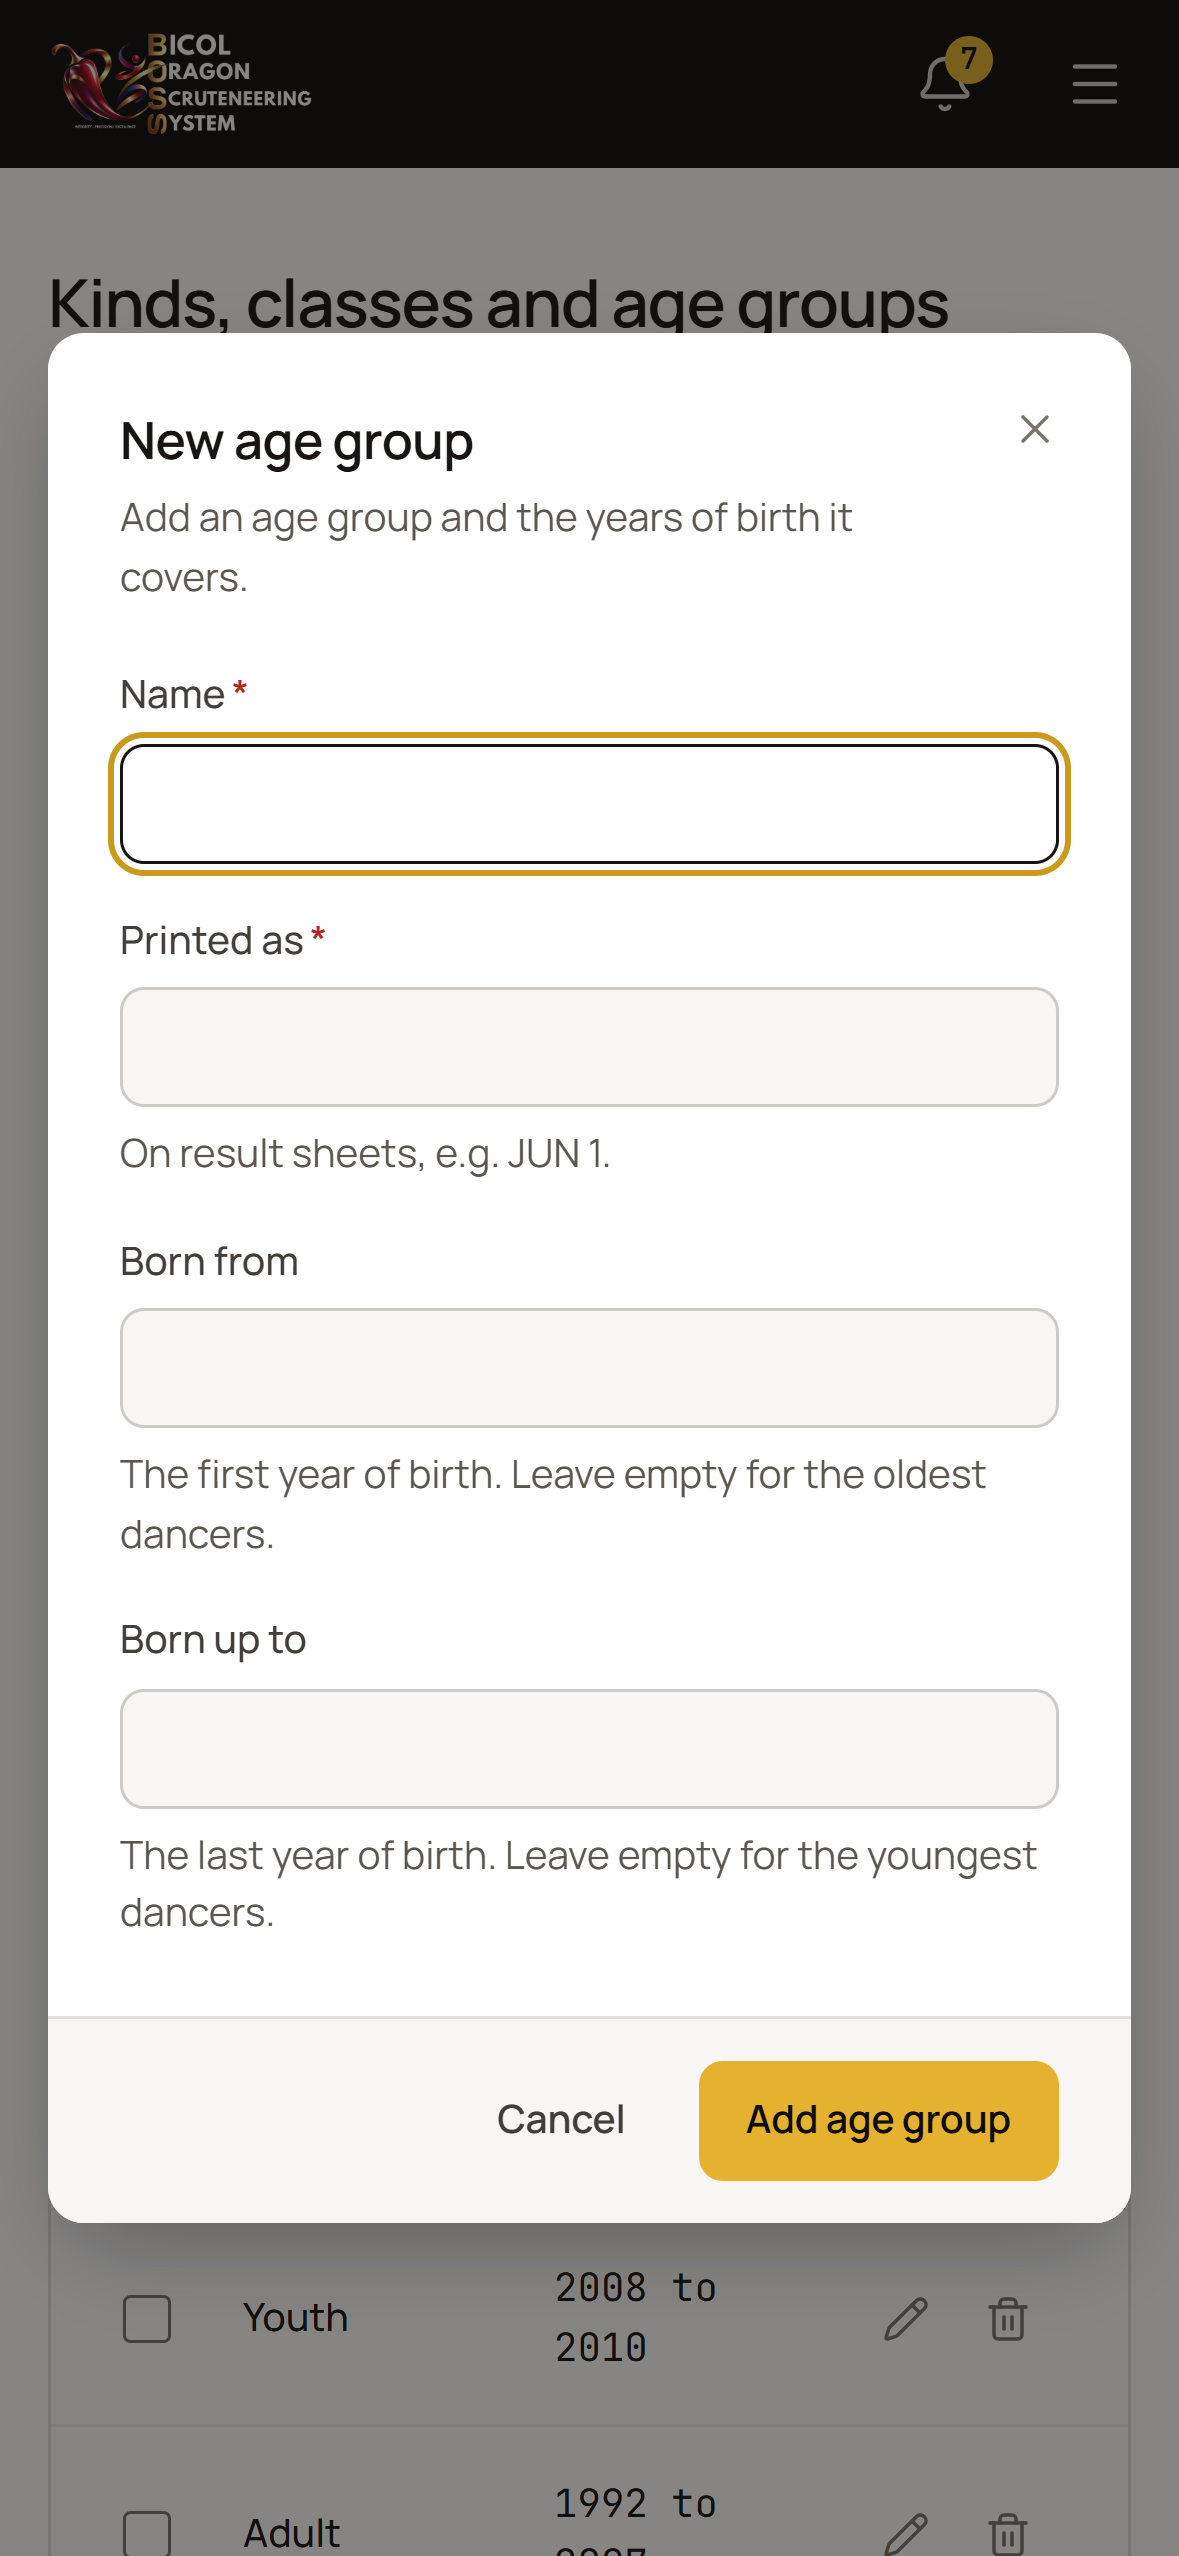 BICOL
ORAGON
SCRUTENEERING
SYSTEM
7
Kinds, classes and age groups
New age group
Add an age group and the years of birth it
covers.
Name *
Printed as *
On result sheets, e.g. JUN 1.
Born from
The first year of birth. Leave empty for the oldest
dancers.
Born up to
The last year of birth. Leave empty for the youngest
dancers.
Cancel
Add age group
Youth
2008 to
2010
Adult
1992 to